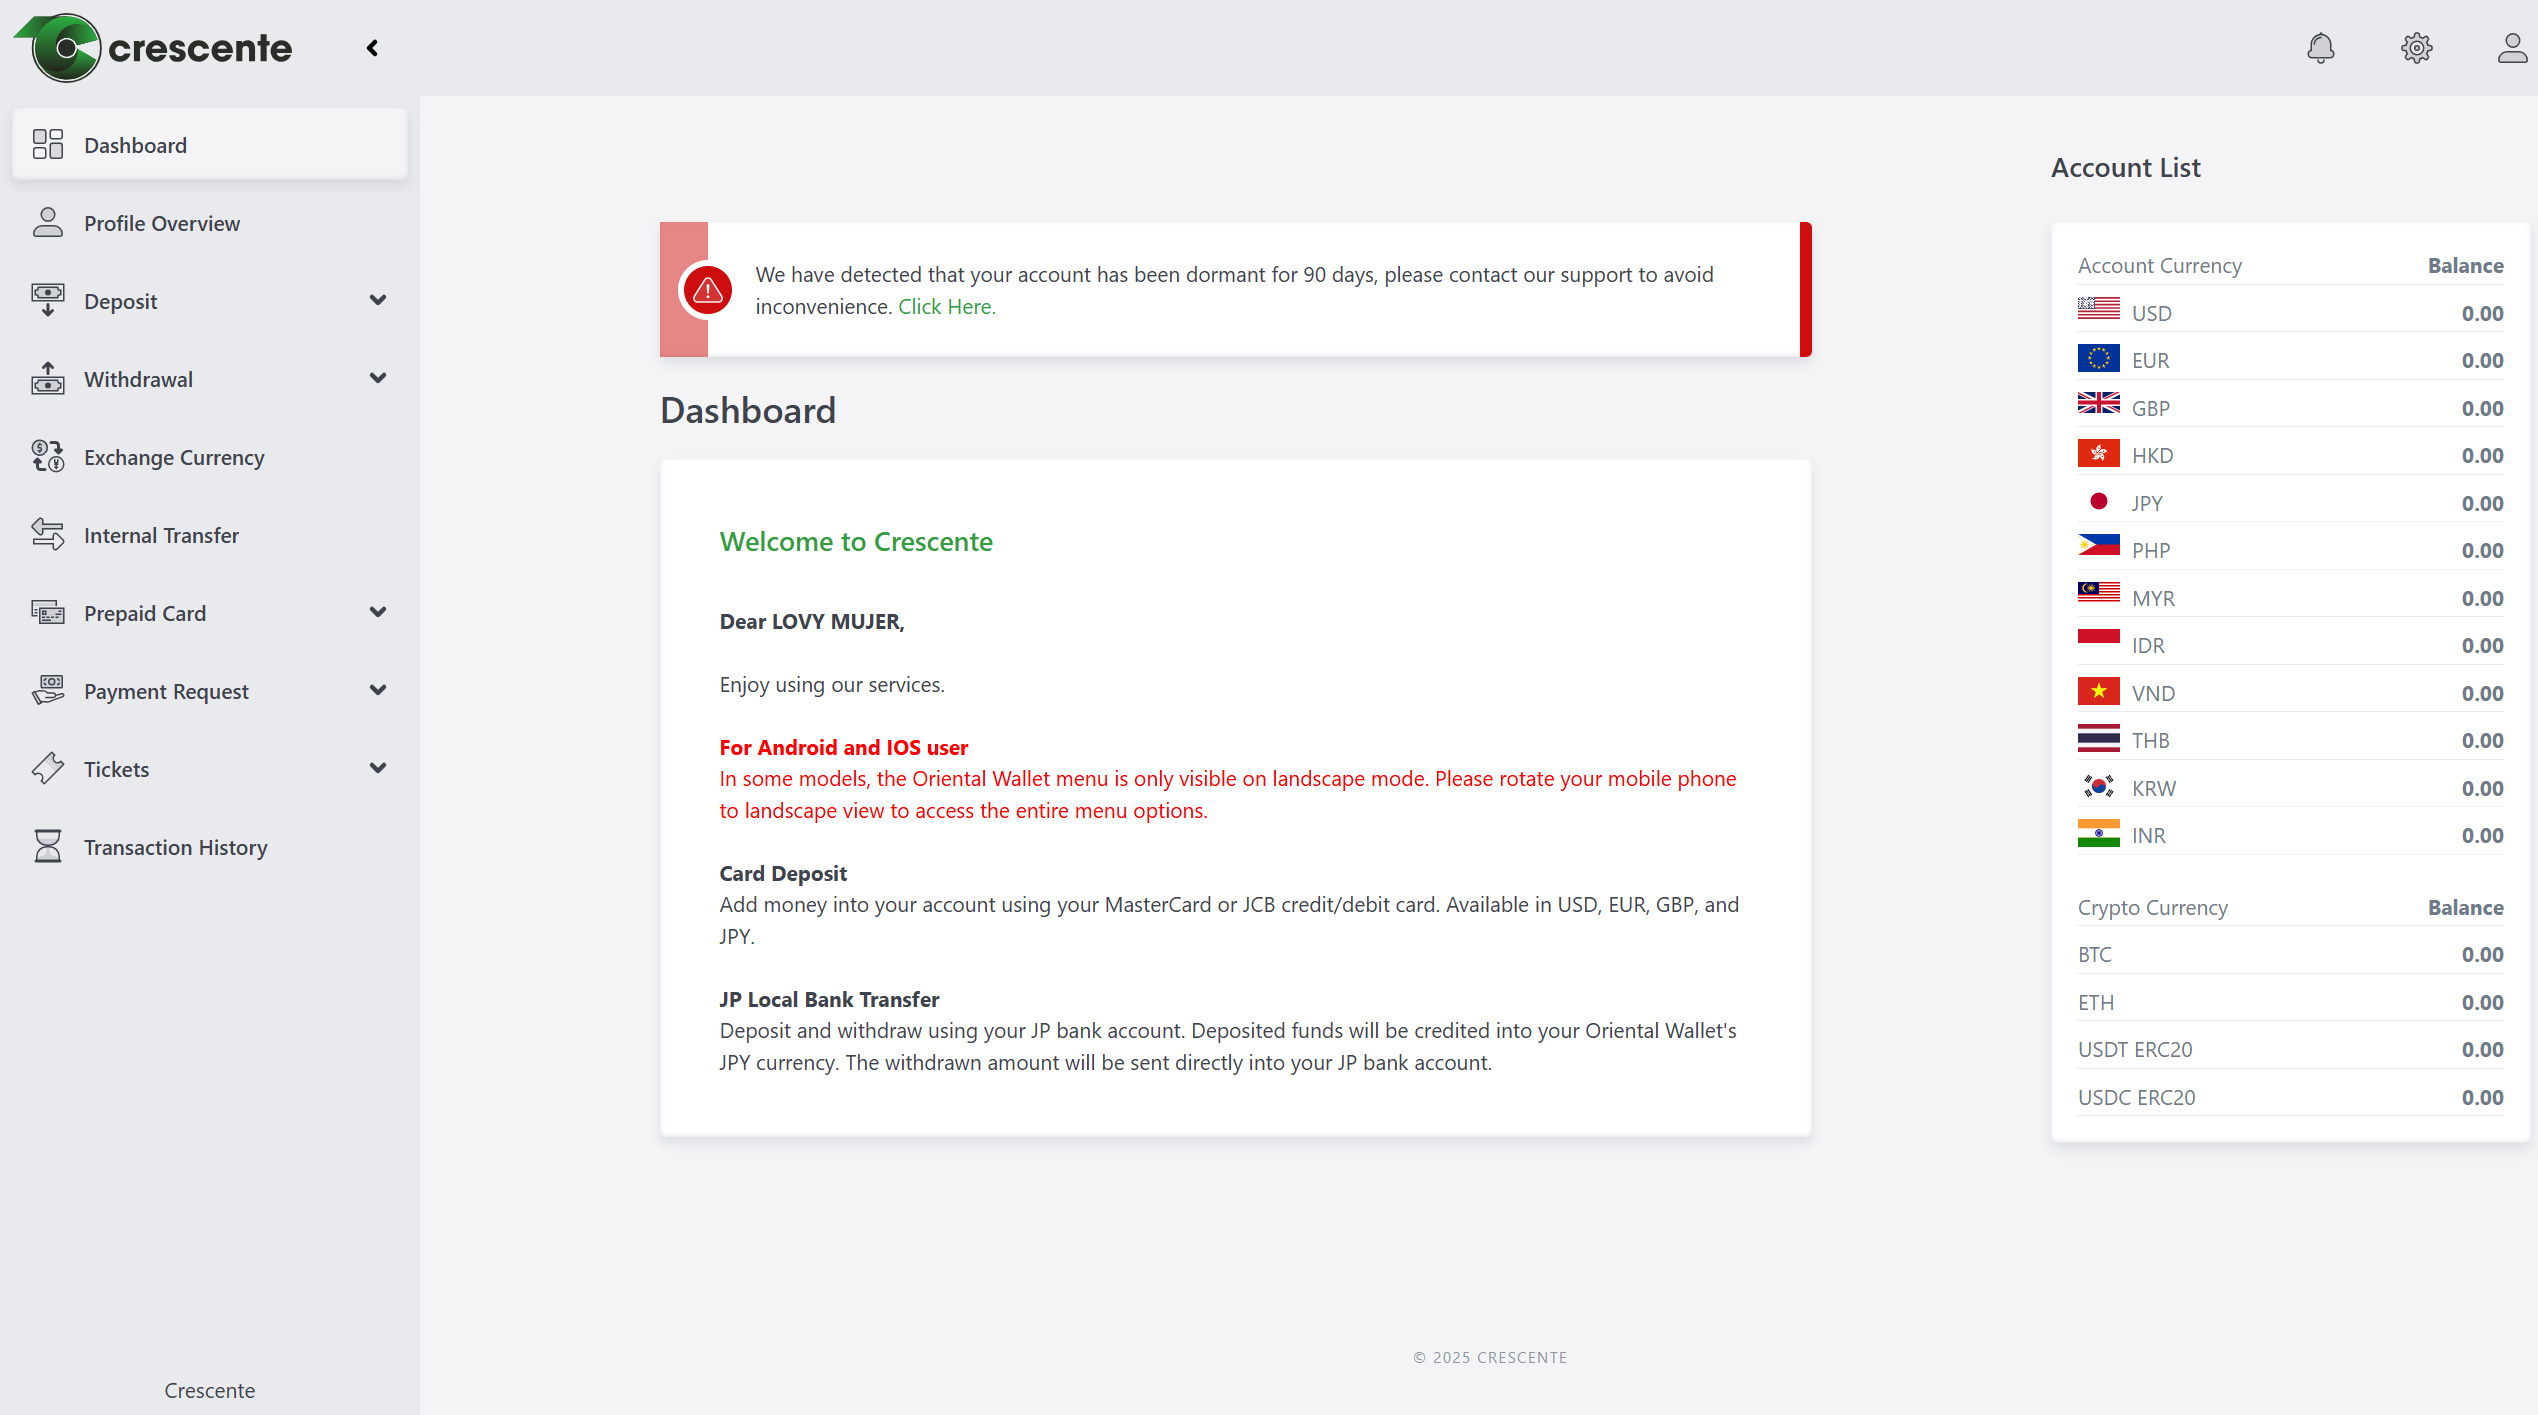 crescente
Dashboard
Profile Overview
Deposit
Withdrawal
Exchange Currency
Internal Transfer
Prepaid Card
Payment Request
Tickets
Transaction History
Crescente
We have detected that your account has been dormant for 90 days, please contact our support to avoid
inconvenience. Click Here.
Dashboard
Welcome to Crescente
Dear LOVY MUJER,
Enjoy using our services.
For Android and IOS user
In some models, the Oriental Wallet menu is only visible on landscape mode. Please rotate your mobile phone
to landscape view to access the entire menu options.
Card Deposit
Add money into your account using your MasterCard or JCB credit/debit card. Available in USD, EUR, GBP, and
JPY.
JP Local Bank Transfer
Deposit and withdraw using your JP bank account. Deposited funds will be credited into your Oriental Wallet's
JPY currency. The withdrawn amount will be sent directly into your JP bank account.
Account List
Account Currency Balance
USD 0.00
EUR 0.00
GBP 0.00
HKD 0.00
JPY 0.00
PHP 0.00
MYR 0.00
IDR 0.00
VND 0.00
THB 0.00
KRW 0.00
INR 0.00
Crypto Currency Balance
BTC 0.00
ETH 0.00
USDT ERC20 0.00
USDC ERC20 0.00
© 2025 CRESCENTE